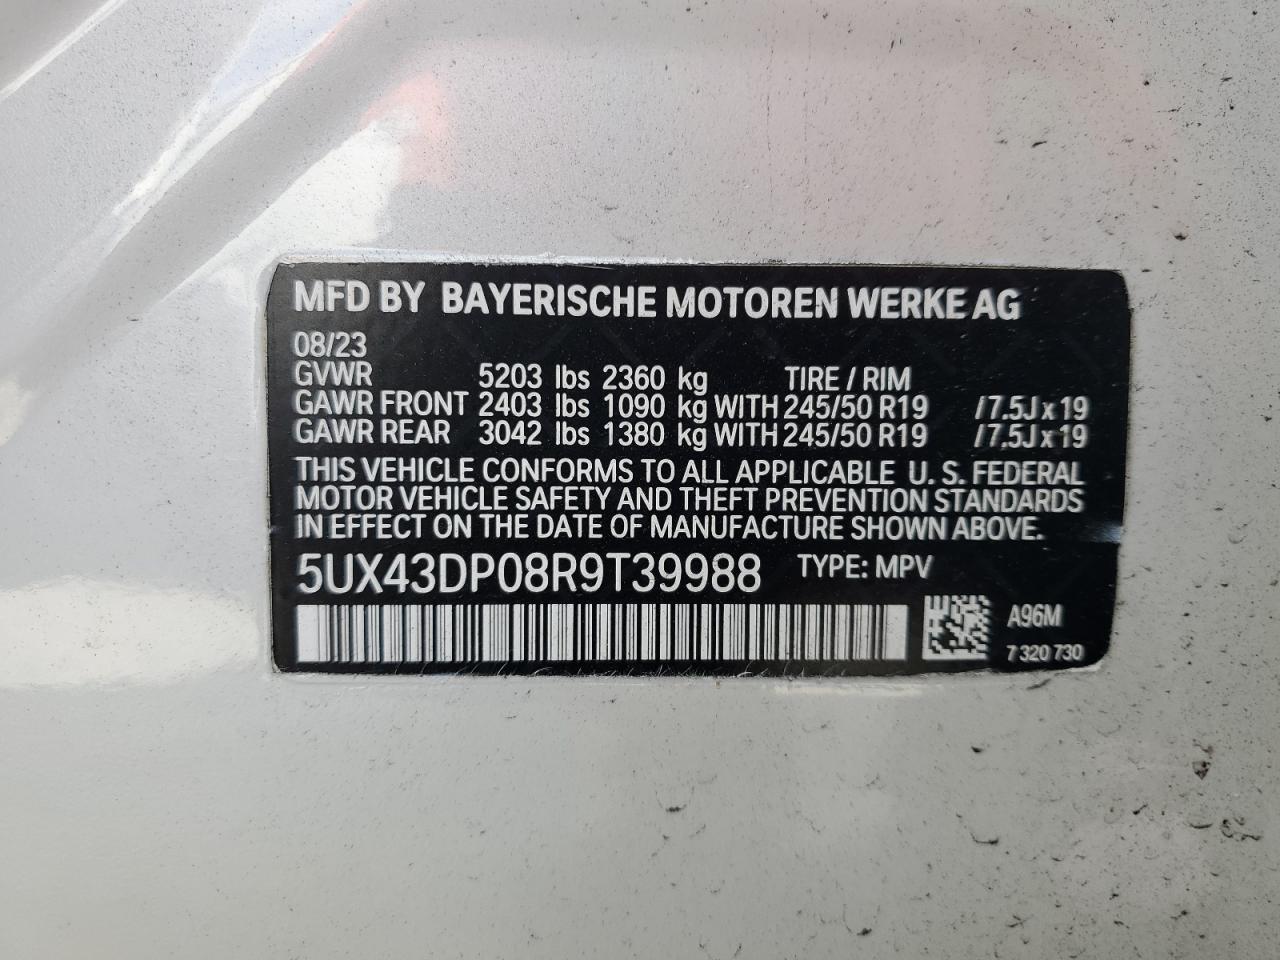 MFD BY BAYERISCHE MOTOREN WERKE AG
08/23
GVWR 5203 lbs 2360 kg TIRE / RIM
GAWR FRONT 2403 lbs 1090 kg WITH 245/50 R19 / 7.5J x 19
GAWR REAR 3042 lbs 1380 kg WITH 245/50 R19 / 7.5J x 19
THIS VEHICLE CONFORMS TO ALL APPLICABLE U. S. FEDERAL
MOTOR VEHICLE SAFETY AND THEFT PREVENTION STANDARDS
IN EFFECT ON THE DATE OF MANUFACTURE SHOWN ABOVE.
5UX43DP08R9T39988 TYPE: MPV
A96M
7 320 730